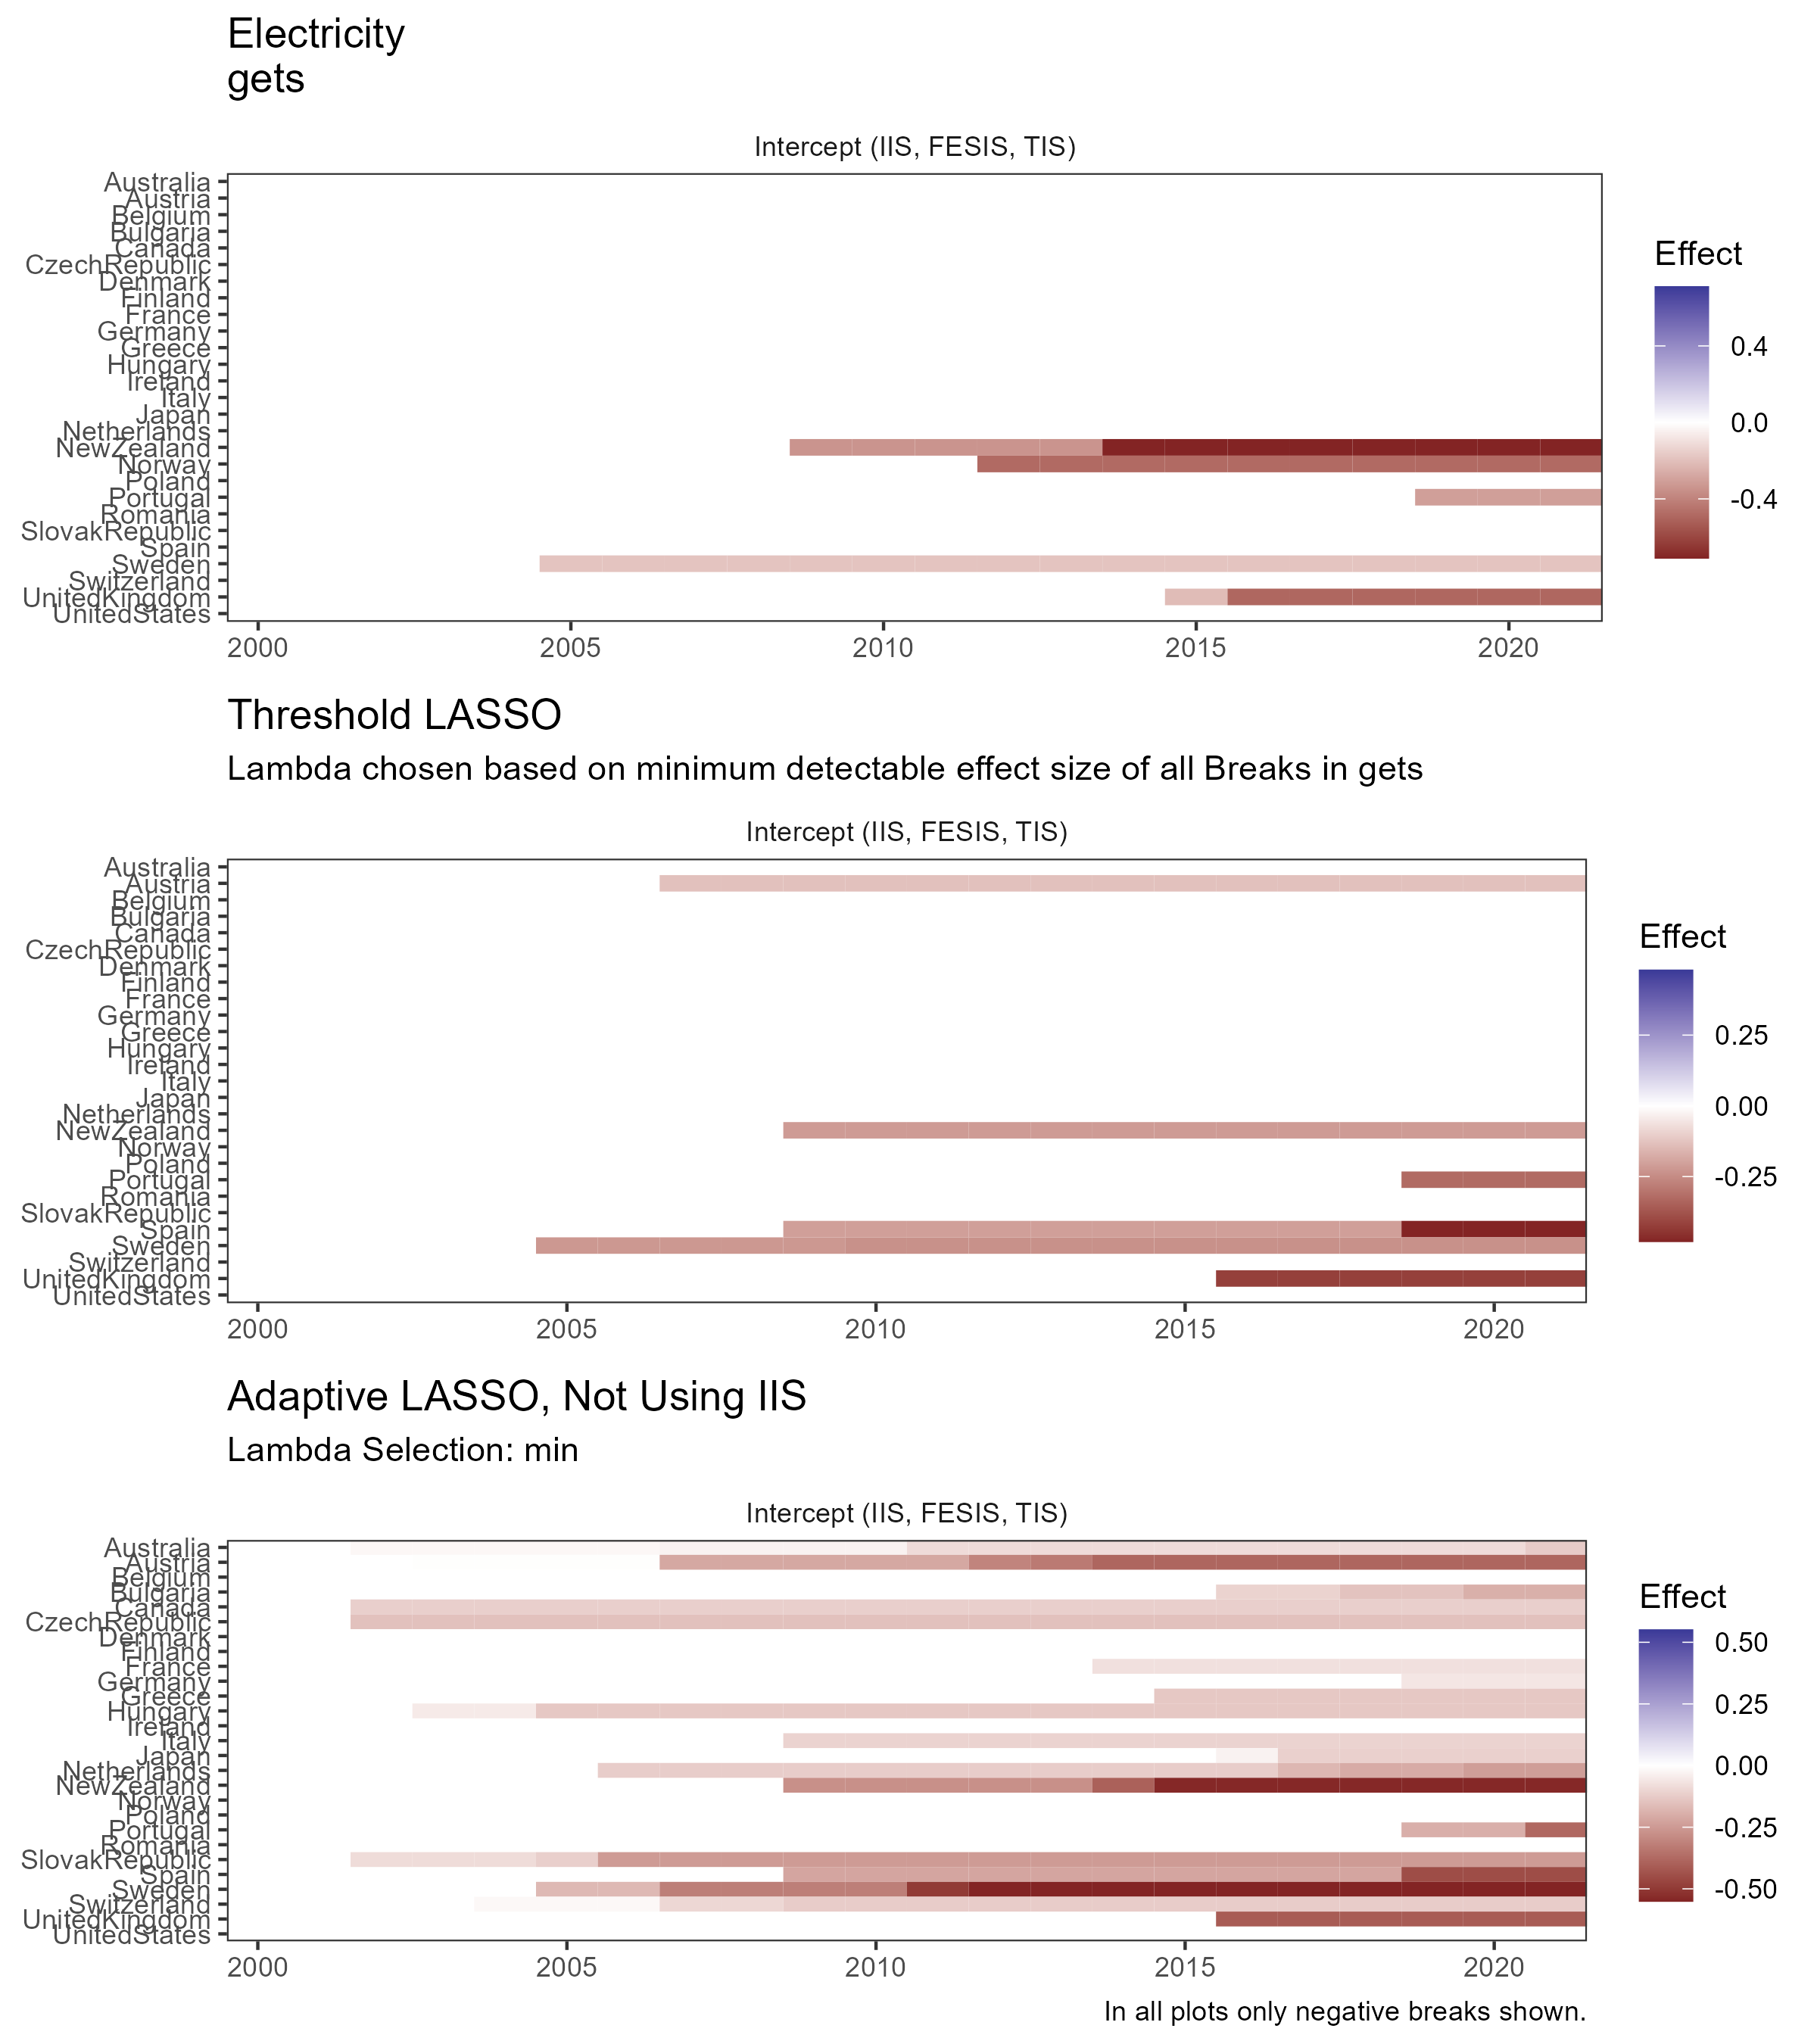 Electricity
gets
Intercept (IIS, FESIS, TIS)
Australia
Austria
Belgium
Bulgaria
Canada
CzechRepublic
Denmark
Finland
France
Germany
Greece
Hungary
Ireland
Italy
Japan
Netherlands
NewZealand
Norway
Poland
Portugal
Romania
SlovakRepublic
Spain
Sweden
Switzerland
UnitedKingdom
UnitedStates
2000 2005 2010 2015 2020
Effect
0.4
0.0
-0.4
Threshold LASSO
Lambda chosen based on minimum detectable effect size of all Breaks in gets
Intercept (IIS, FESIS, TIS)
Australia
Austria
Belgium
Bulgaria
Canada
CzechRepublic
Denmark
Finland
France
Germany
Greece
Hungary
Ireland
Italy
Japan
Netherlands
NewZealand
Norway
Poland
Portugal
Romania
SlovakRepublic
Spain
Sweden
Switzerland
UnitedKingdom
UnitedStates
2000 2005 2010 2015 2020
Effect
0.25
0.00
-0.25
Adaptive LASSO, Not Using IIS
Lambda Selection: min
Intercept (IIS, FESIS, TIS)
Australia
Austria
Belgium
Bulgaria
Canada
CzechRepublic
Denmark
Finland
France
Germany
Greece
Hungary
Ireland
Italy
Japan
Netherlands
NewZealand
Norway
Poland
Portugal
Romania
SlovakRepublic
Spain
Sweden
Switzerland
UnitedKingdom
UnitedStates
2000 2005 2010 2015 2020
Effect
0.50
0.25
0.00
-0.25
-0.50
In all plots only negative breaks shown.